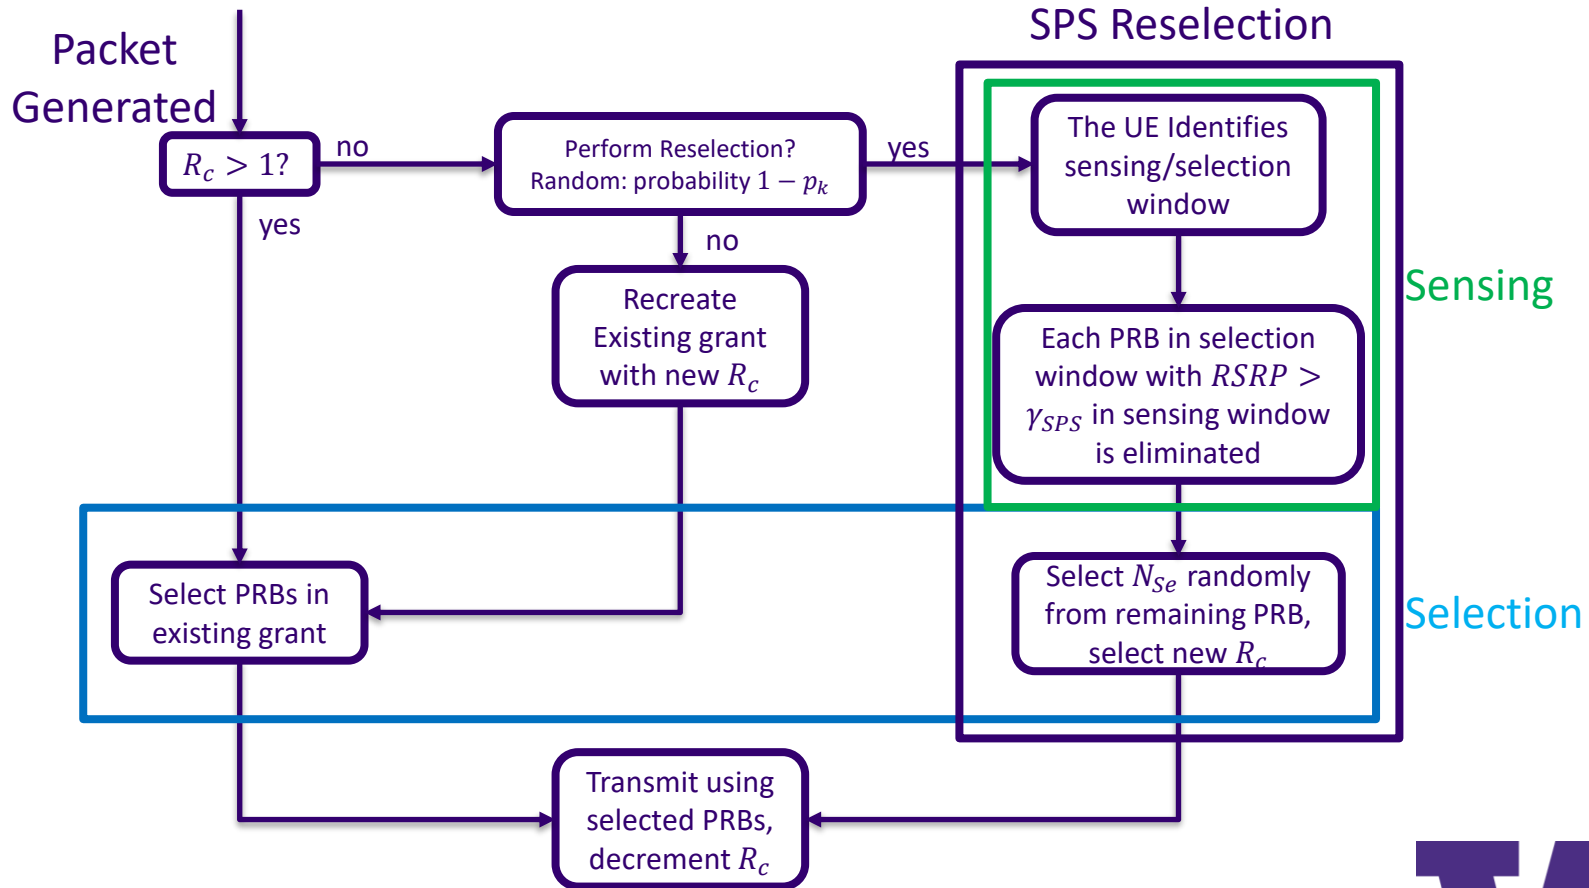 SPS Reselection
Packet
Generated
R_c > 1?
no
yes
Perform Reselection?
Random: probability 1 − p_k
yes
no
Recreate
Existing grant
with new R_c
The UE Identifies
sensing/selection
window
Each PRB in selection
window with RSRP >
γ_SPS in sensing window
is eliminated
Sensing
Select PRBs in
existing grant
Select N_Se randomly
from remaining PRB,
select new R_c
Selection
Transmit using
selected PRBs,
decrement R_c